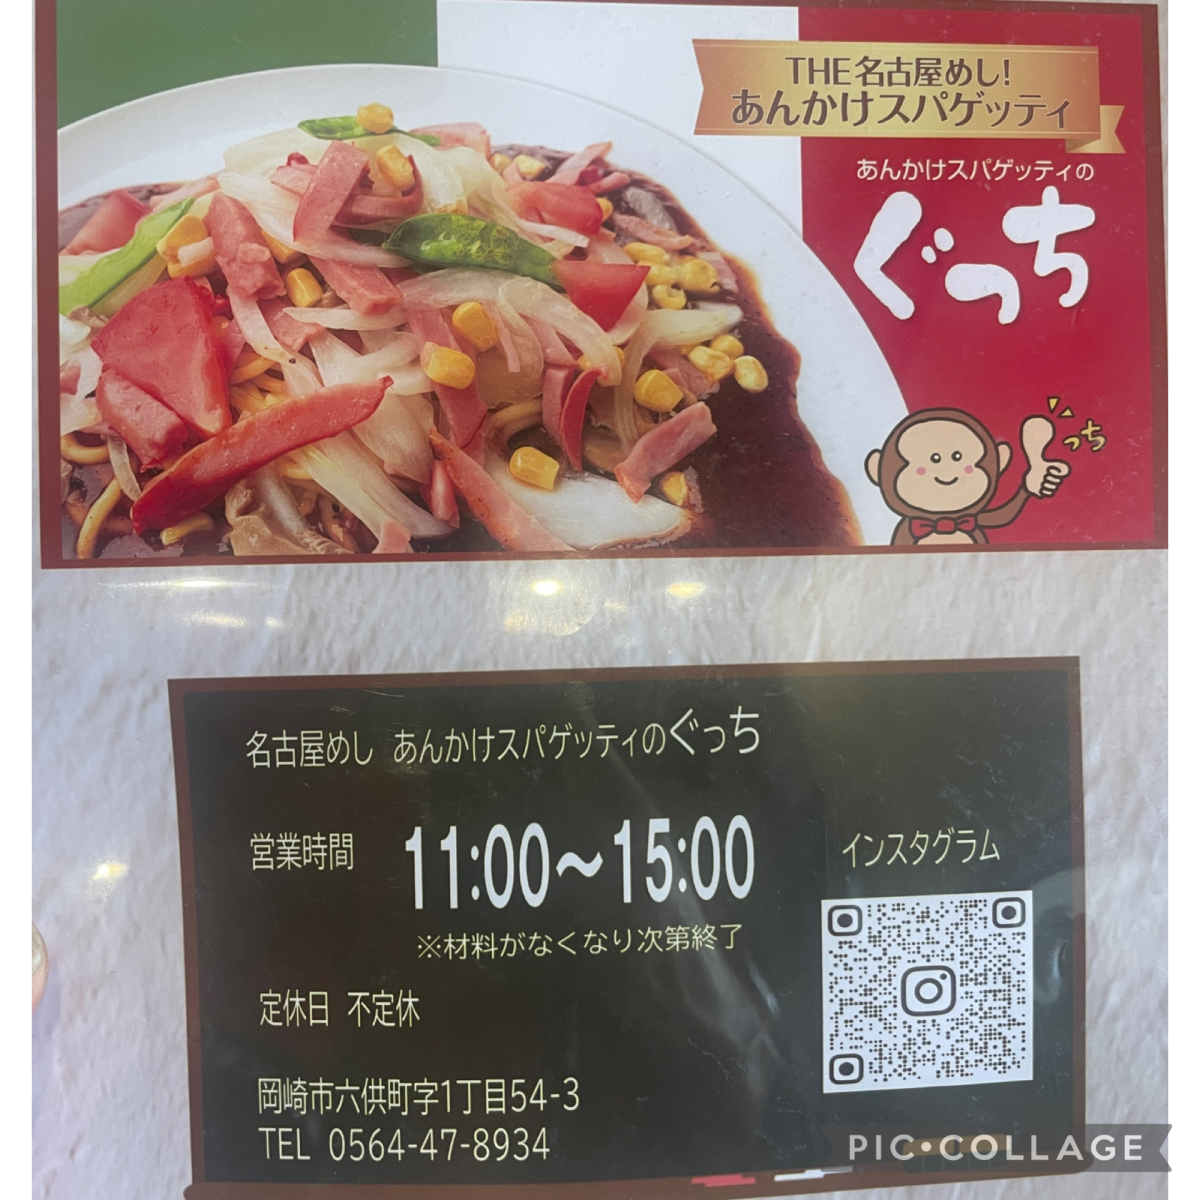 THE名古屋めし!
あんかけスパゲッティ
あんかけスパゲッティの
ぐっち
っち
名古屋めし あんかけスパゲッティのぐっち
営業時間 11:00～15:00
※材料がなくなり次第終了
インスタグラム
定休日 不定休
岡崎市六供町字1丁目54-3
TEL 0564-47-8934
PIC•COLLAGE